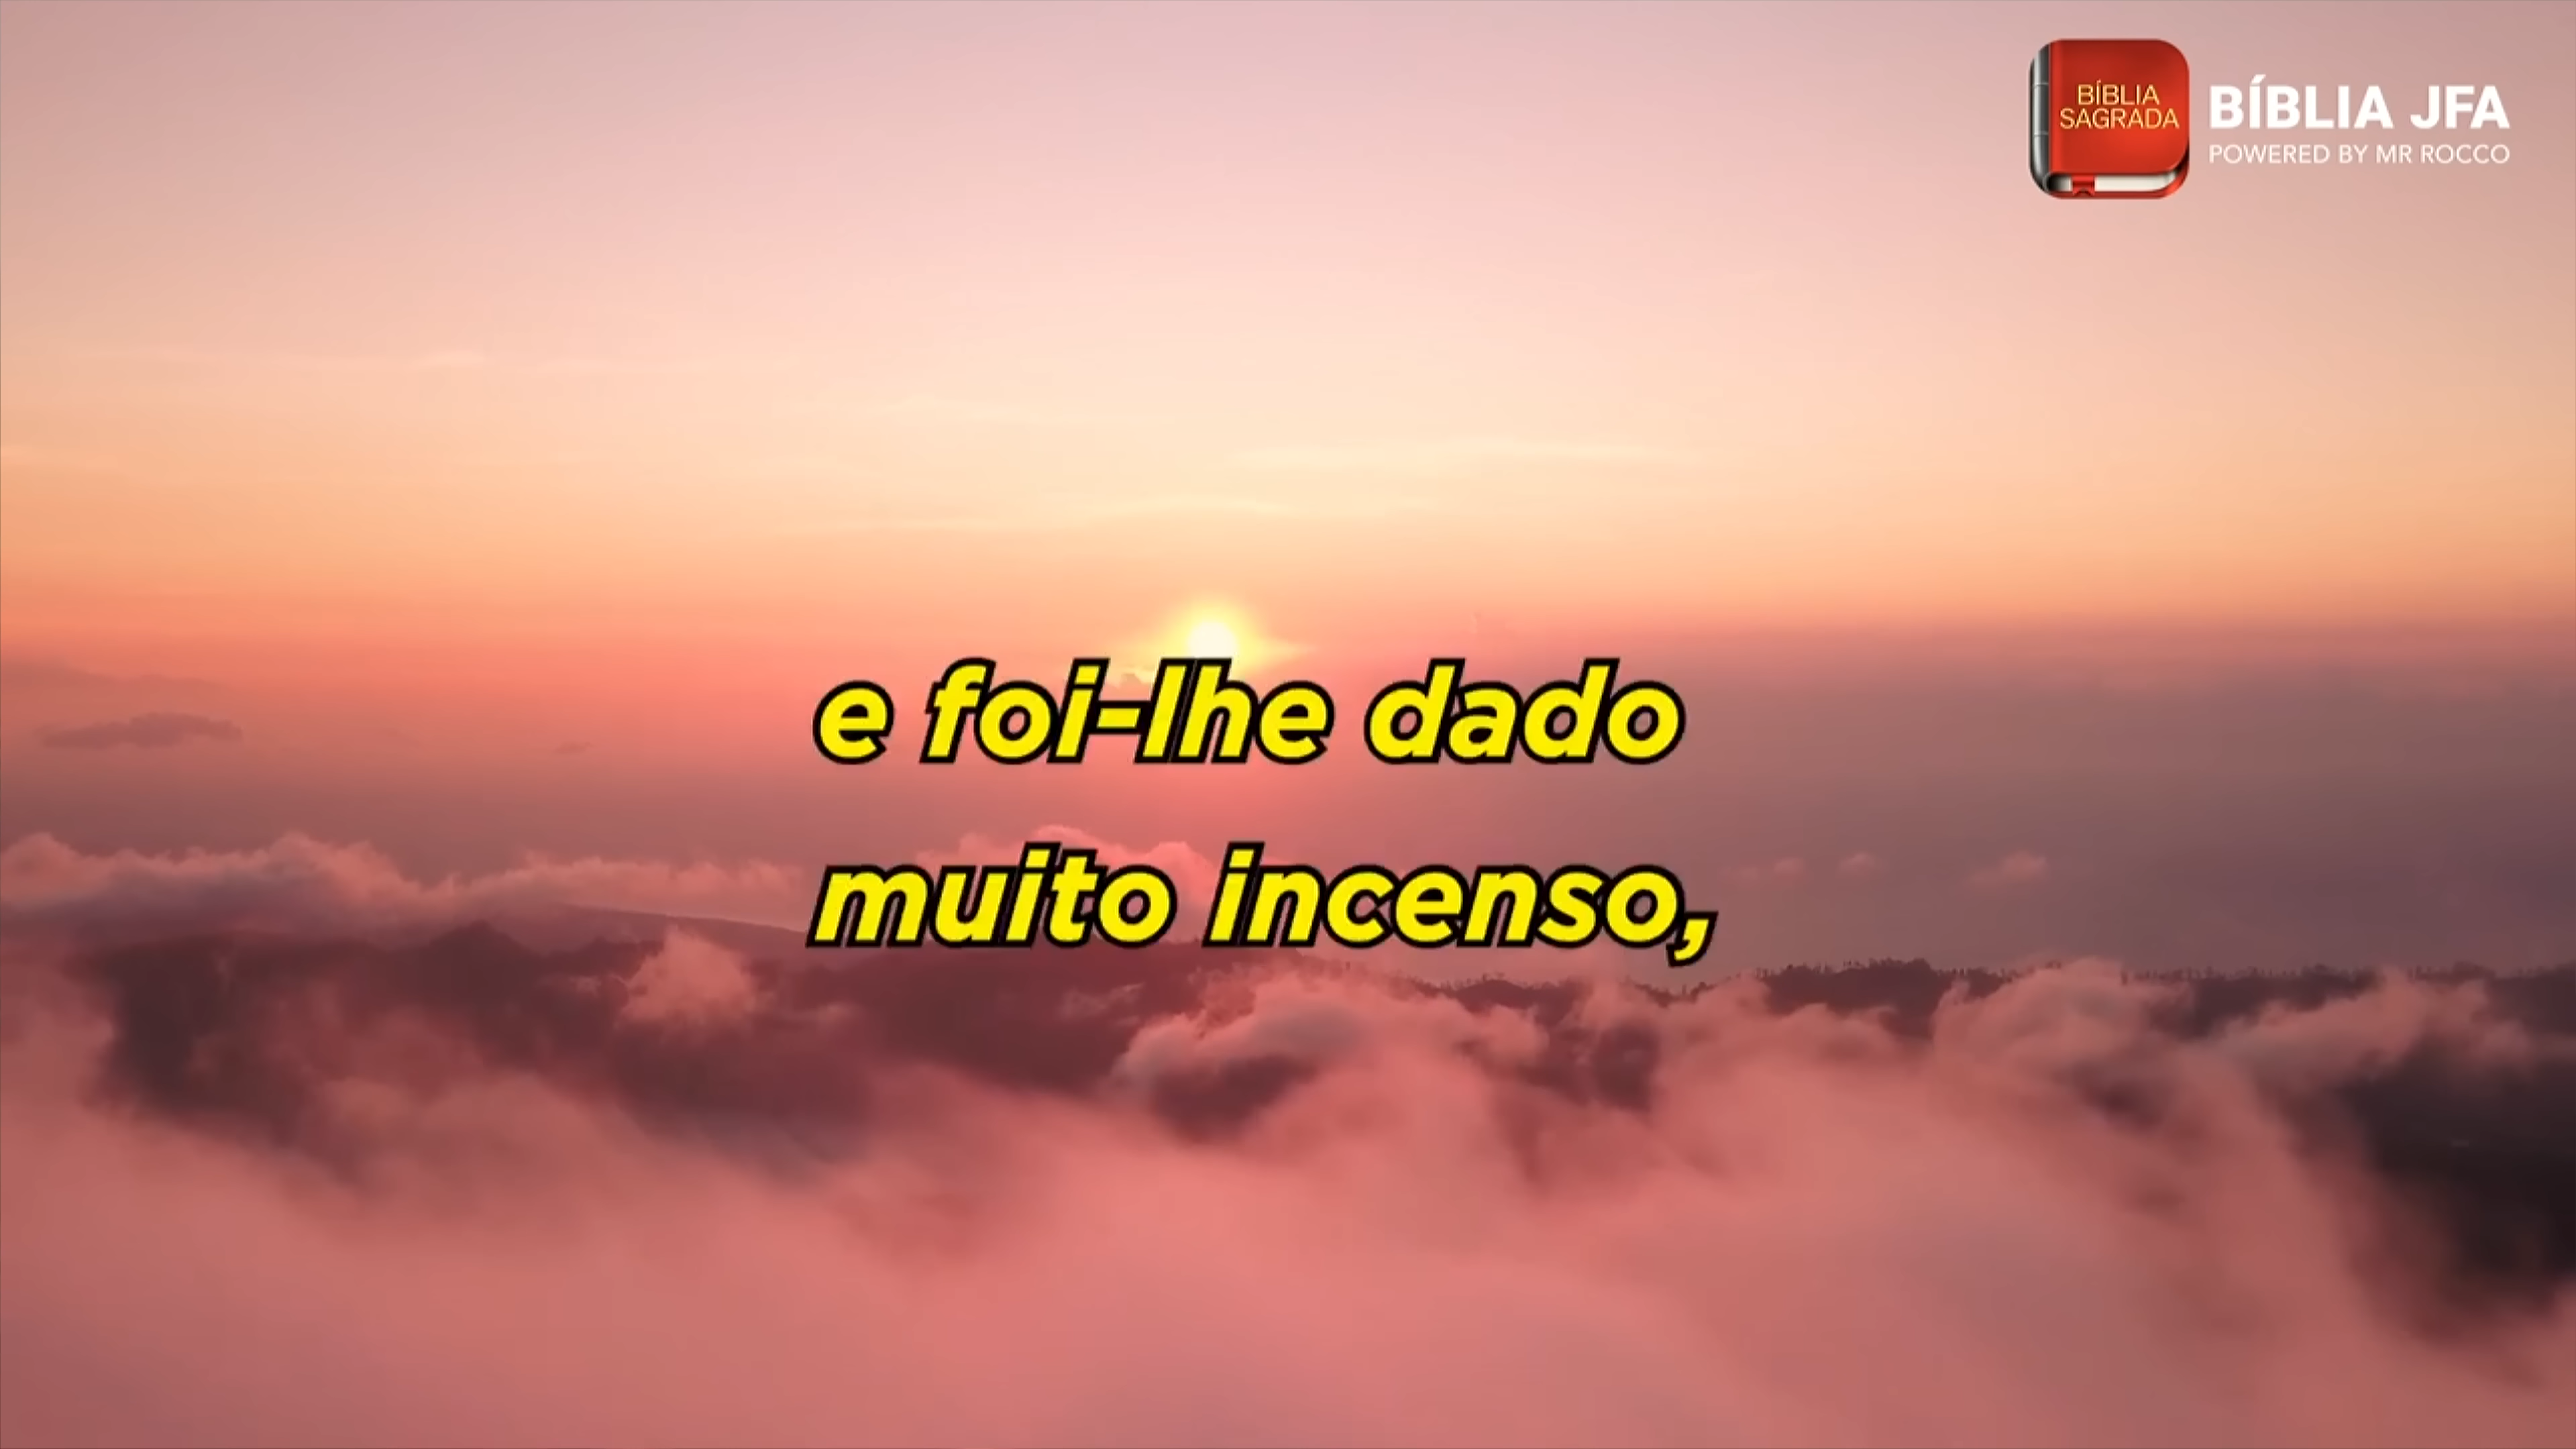 BÍBLIA
SAGRADA
BÍBLIA JFA
POWERED BY MR ROCCO
e foi-lhe dado
muito incenso,